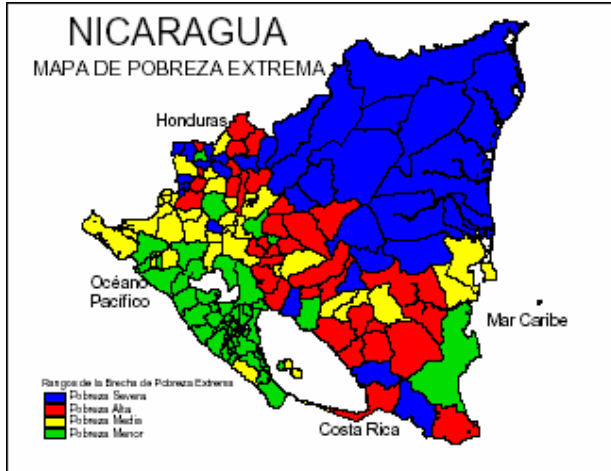 NICARAGUA
MAPA DE POBREZA EXTREMA
Honduras
Océano
Pacífico
Mar Caribe
Rangos de la Brecha de Pobreza Extrema
Pobreza Severa
Pobreza Alta
Pobreza Media
Pobreza Menor
Costa Rica